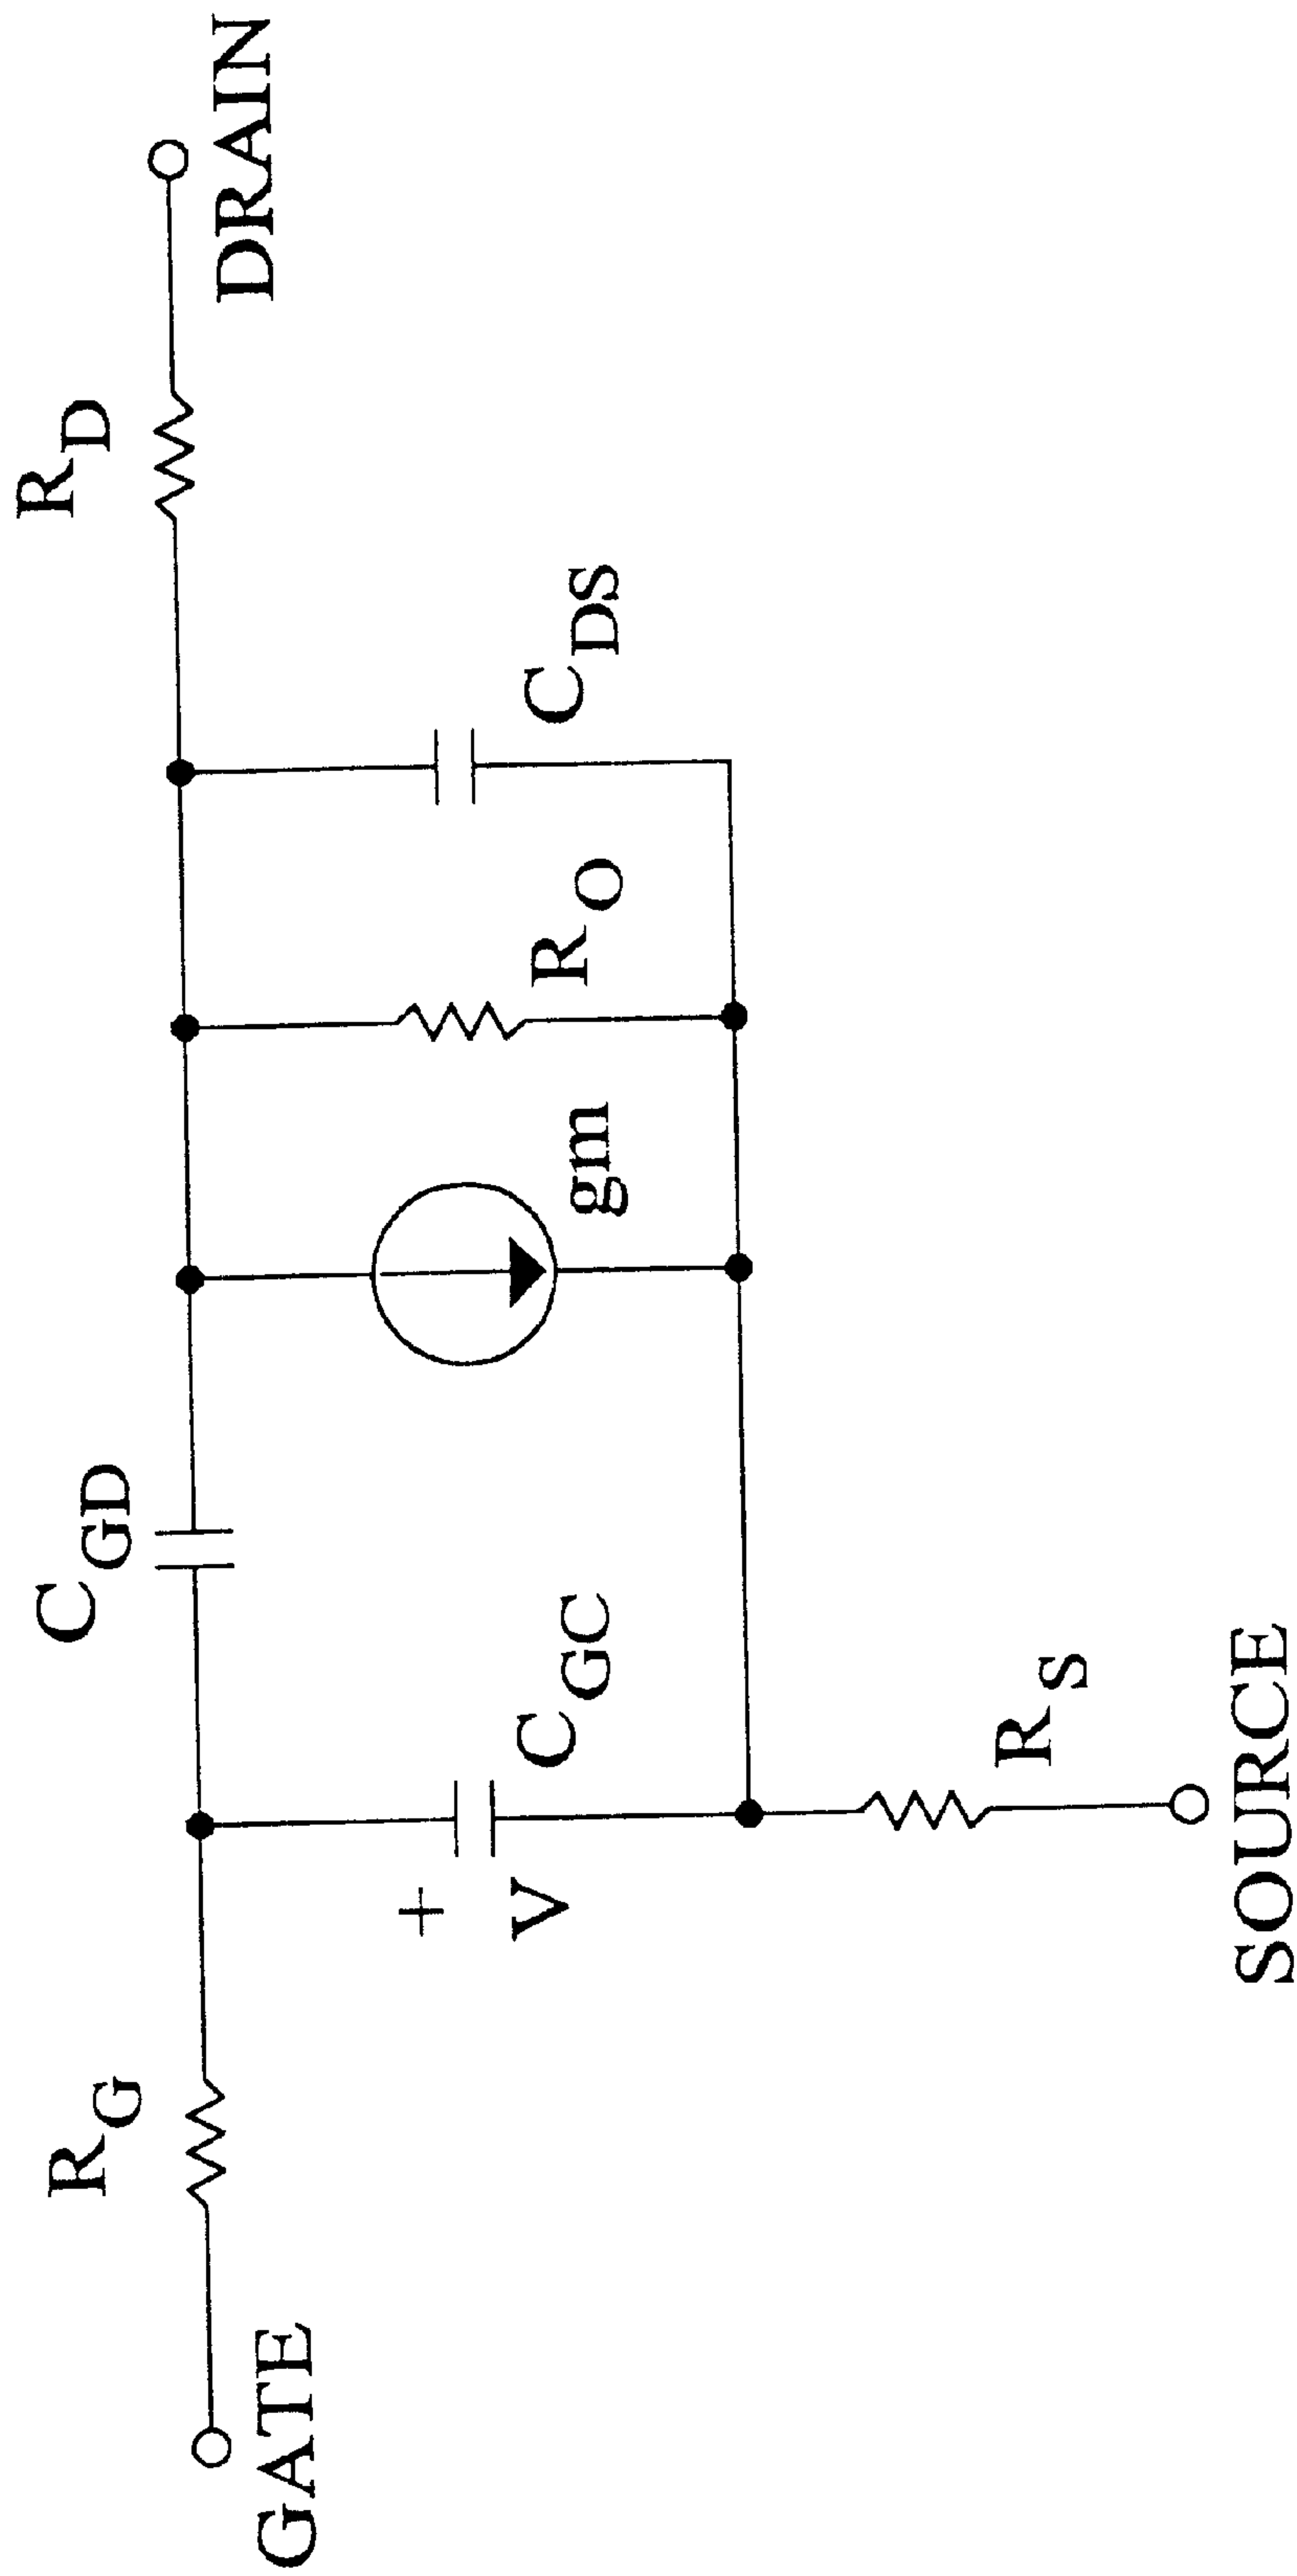 R_G
C_GD
R_D
GATE
+
V
C_GC
gm
R_O
C_DS
DRAIN
R_S
SOURCE